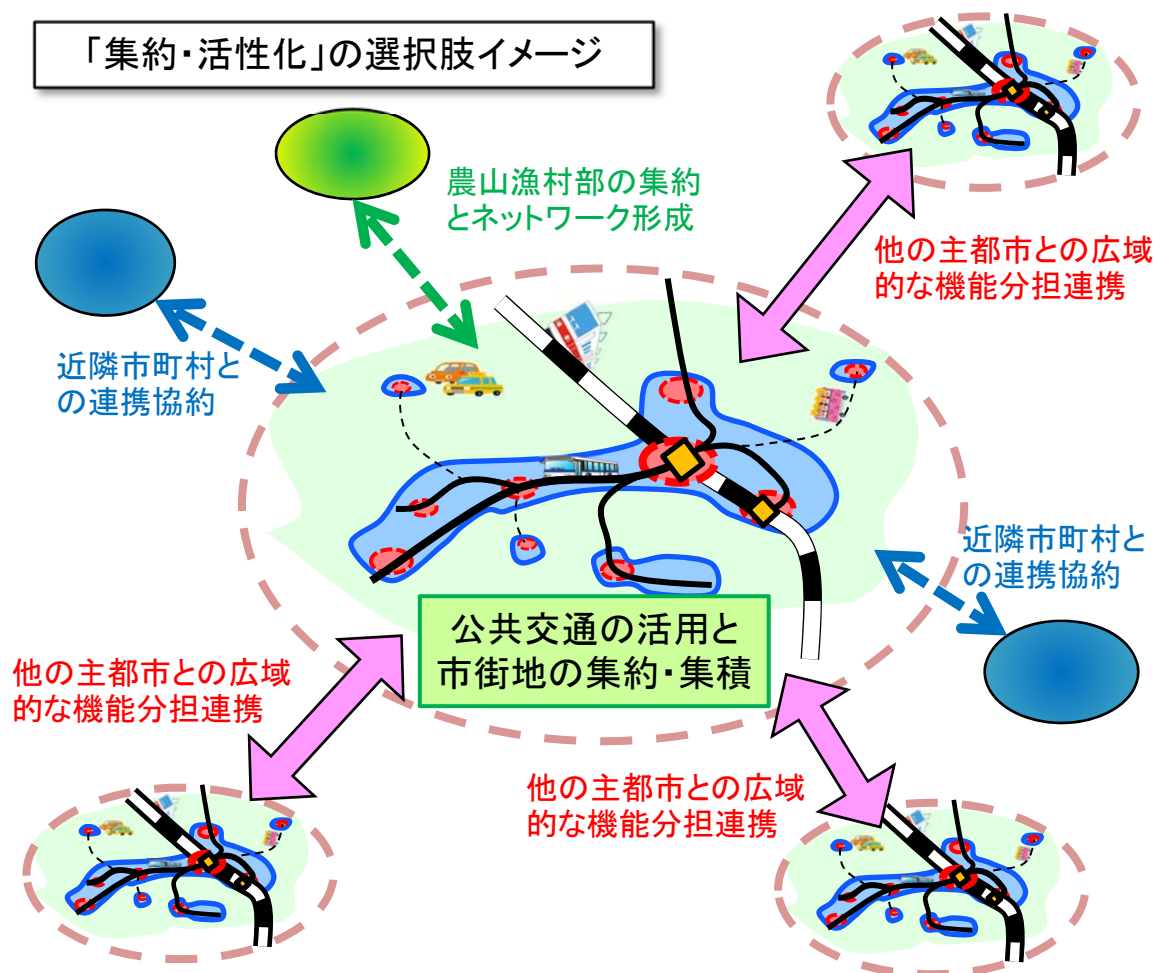 「集約・活性化」の選択肢イメージ
農山漁村部の集約
とネットワーク形成
他の主都市との広域
的な機能分担連携
近隣市町村と
の連携協約
近隣市町村と
の連携協約
公共交通の活用と
市街地の集約・集積
他の主都市との広域
的な機能分担連携
他の主都市との広域
的な機能分担連携